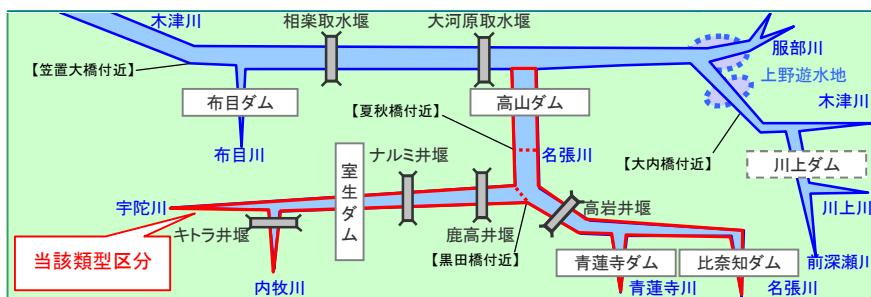 木津川
相楽取水堰
大河原取水堰
服部川
【笠置大橋付近】
上野遊水地
布目ダム
【夏秋橋付近】
高山ダム
木津川
布目川
ナルミ井堰
名張川
【大内橋付近】
川上ダム
室生ダム
宇陀川
高岩井堰
川上川
キトラ井堰
鹿高井堰
当該類型区分
【黒田橋付近】
青蓮寺ダム
比奈知ダム
前深瀬川
内牧川
青蓮寺川
名張川